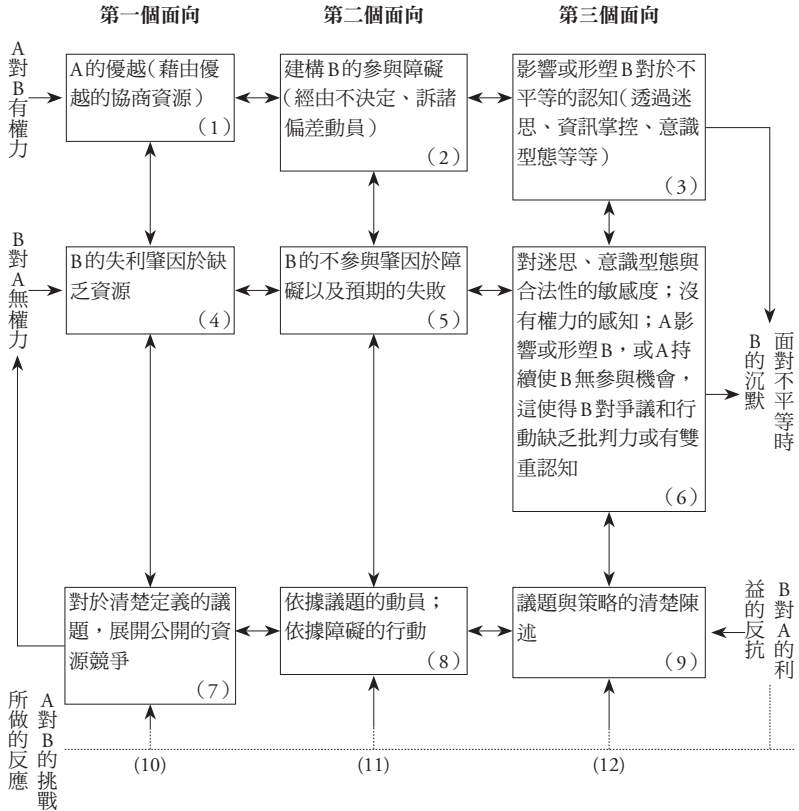 第一個面向
第二個面向
第三個面向
A對B有權力
A的優越(藉由優
越的協商資源)
(1)
建構B的參與障礙
(經由不決定、訴諸
偏差動員)
(2)
影響或形塑B對於不
平等的認知(透過迷
思、資訊掌控、意識
型態等等)
(3)
B對A無權力
B的失利肇因於缺
乏資源
(4)
B的不參與肇因於障
礙以及預期的失敗
(5)
對迷思、意識型態與
合法性的敏感度；沒
有權力的感知；A影
響或形塑B，或A持
續使B無參與機會，
這使得B對爭議和行
動缺乏批判力或有雙
重認知
(6)
面對不平等時
B的沉默
對於清楚定義的議
題，展開公開的資
源競爭
(7)
依據議題的動員；
依據障礙的行動
(8)
議題與策略的清楚陳
述
(9)
B對A的利
益的反抗
A對B的挑戰
所做的反應
(10)
(11)
(12)